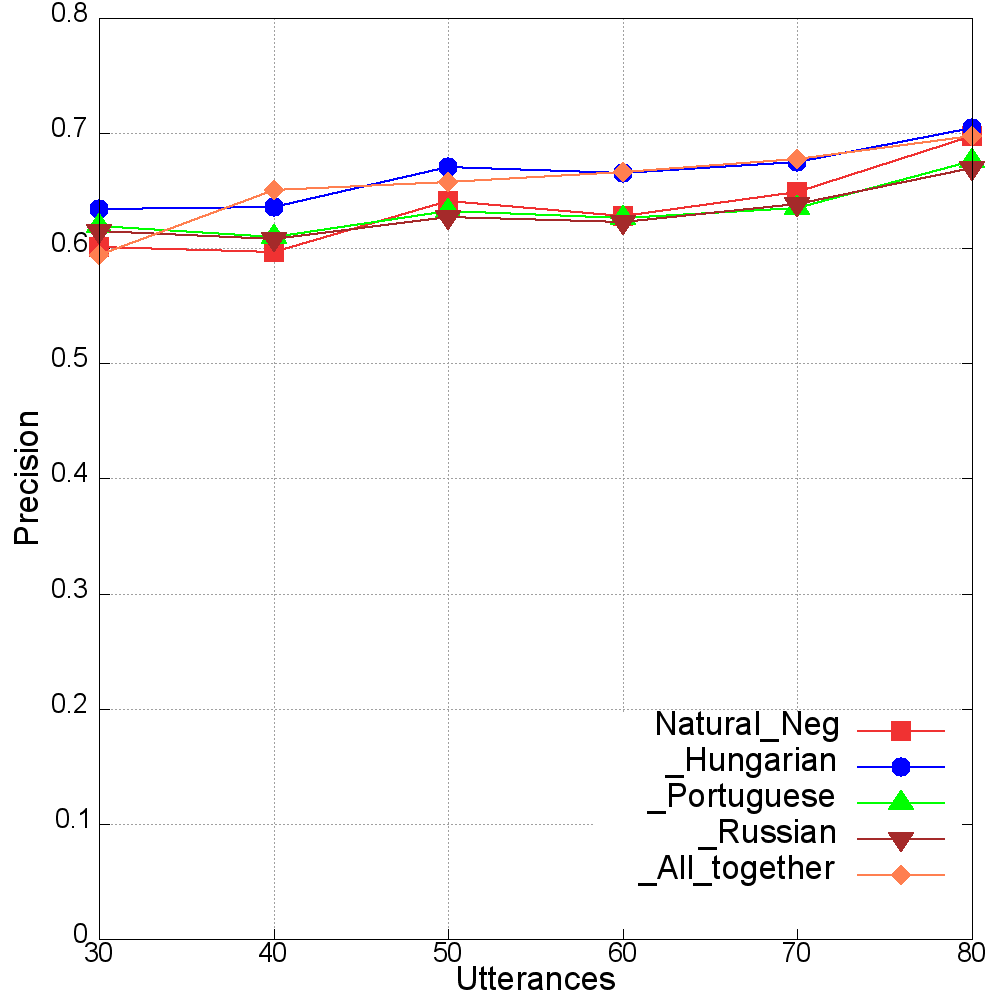 0.8
0.7
0.6
0.5
0.4
0.3
0.2
0.1
0
Precision
Natural_Neg
_Hungarian
_Portuguese
_Russian
_All_together
30 40 50 60 70 80
Utterances